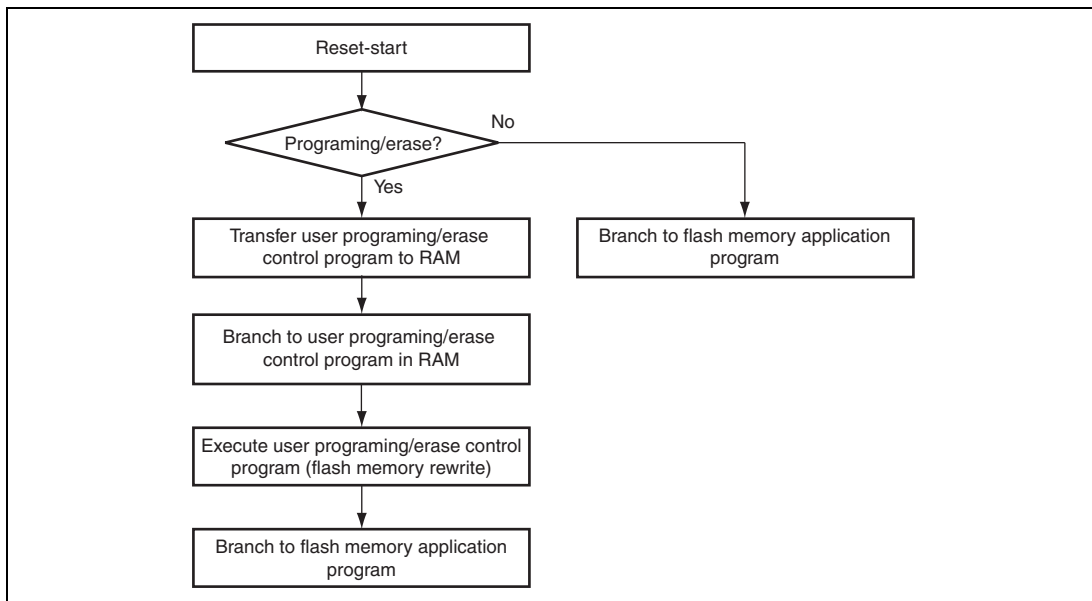 Reset-start
No
Programing/erase?
Yes
Transfer user programing/erase
control program to RAM
Branch to flash memory application
program
Branch to user programing/erase
control program in RAM
Execute user programing/erase control
program (flash memory rewrite)
Branch to flash memory application
program